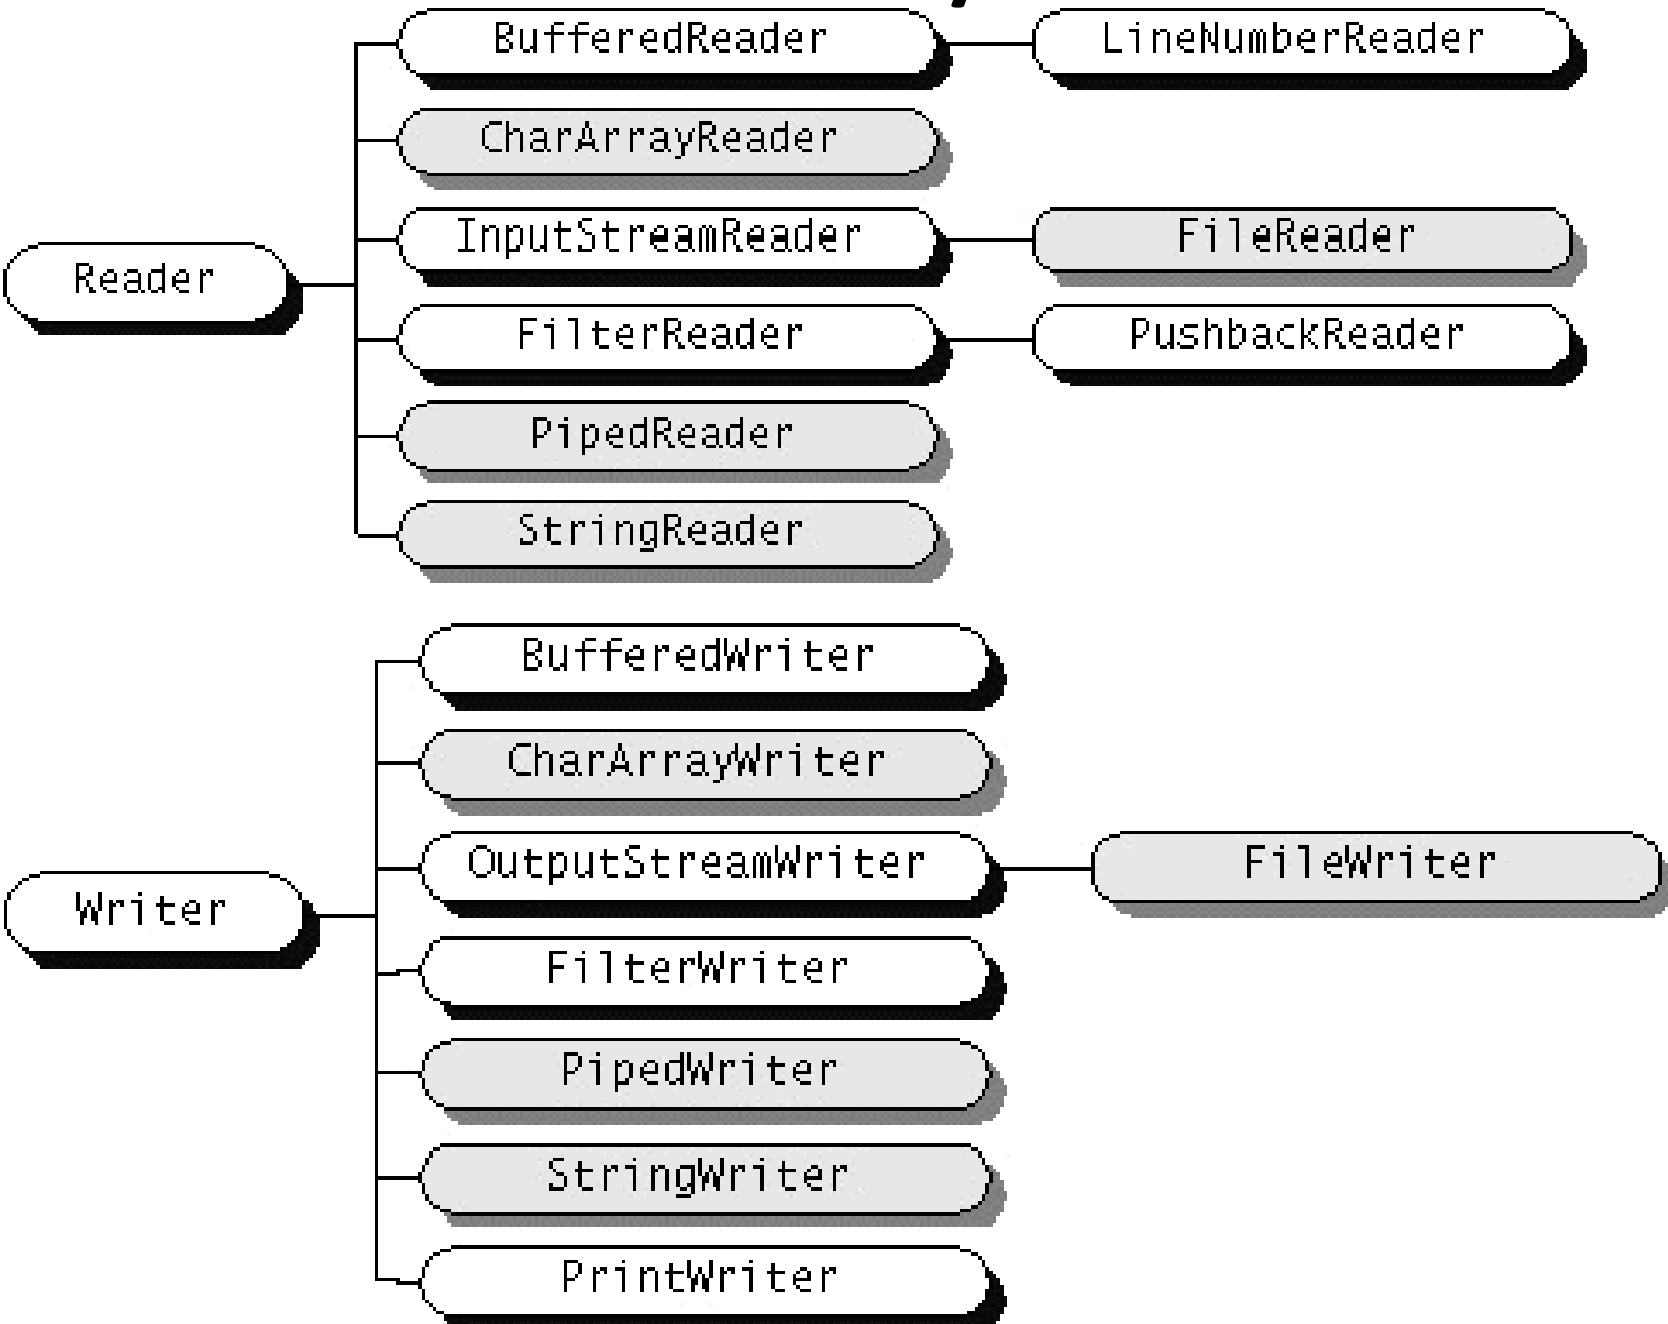 BufferedReader
LineNumberReader
CharArrayReader
InputStreamReader
FileReader
Reader
FilterReader
PushbackReader
PipedReader
StringReader
BufferedWriter
CharArrayWriter
OutputStreamWriter
FileWriter
Writer
FilterWriter
PipedWriter
StringWriter
PrintWriter